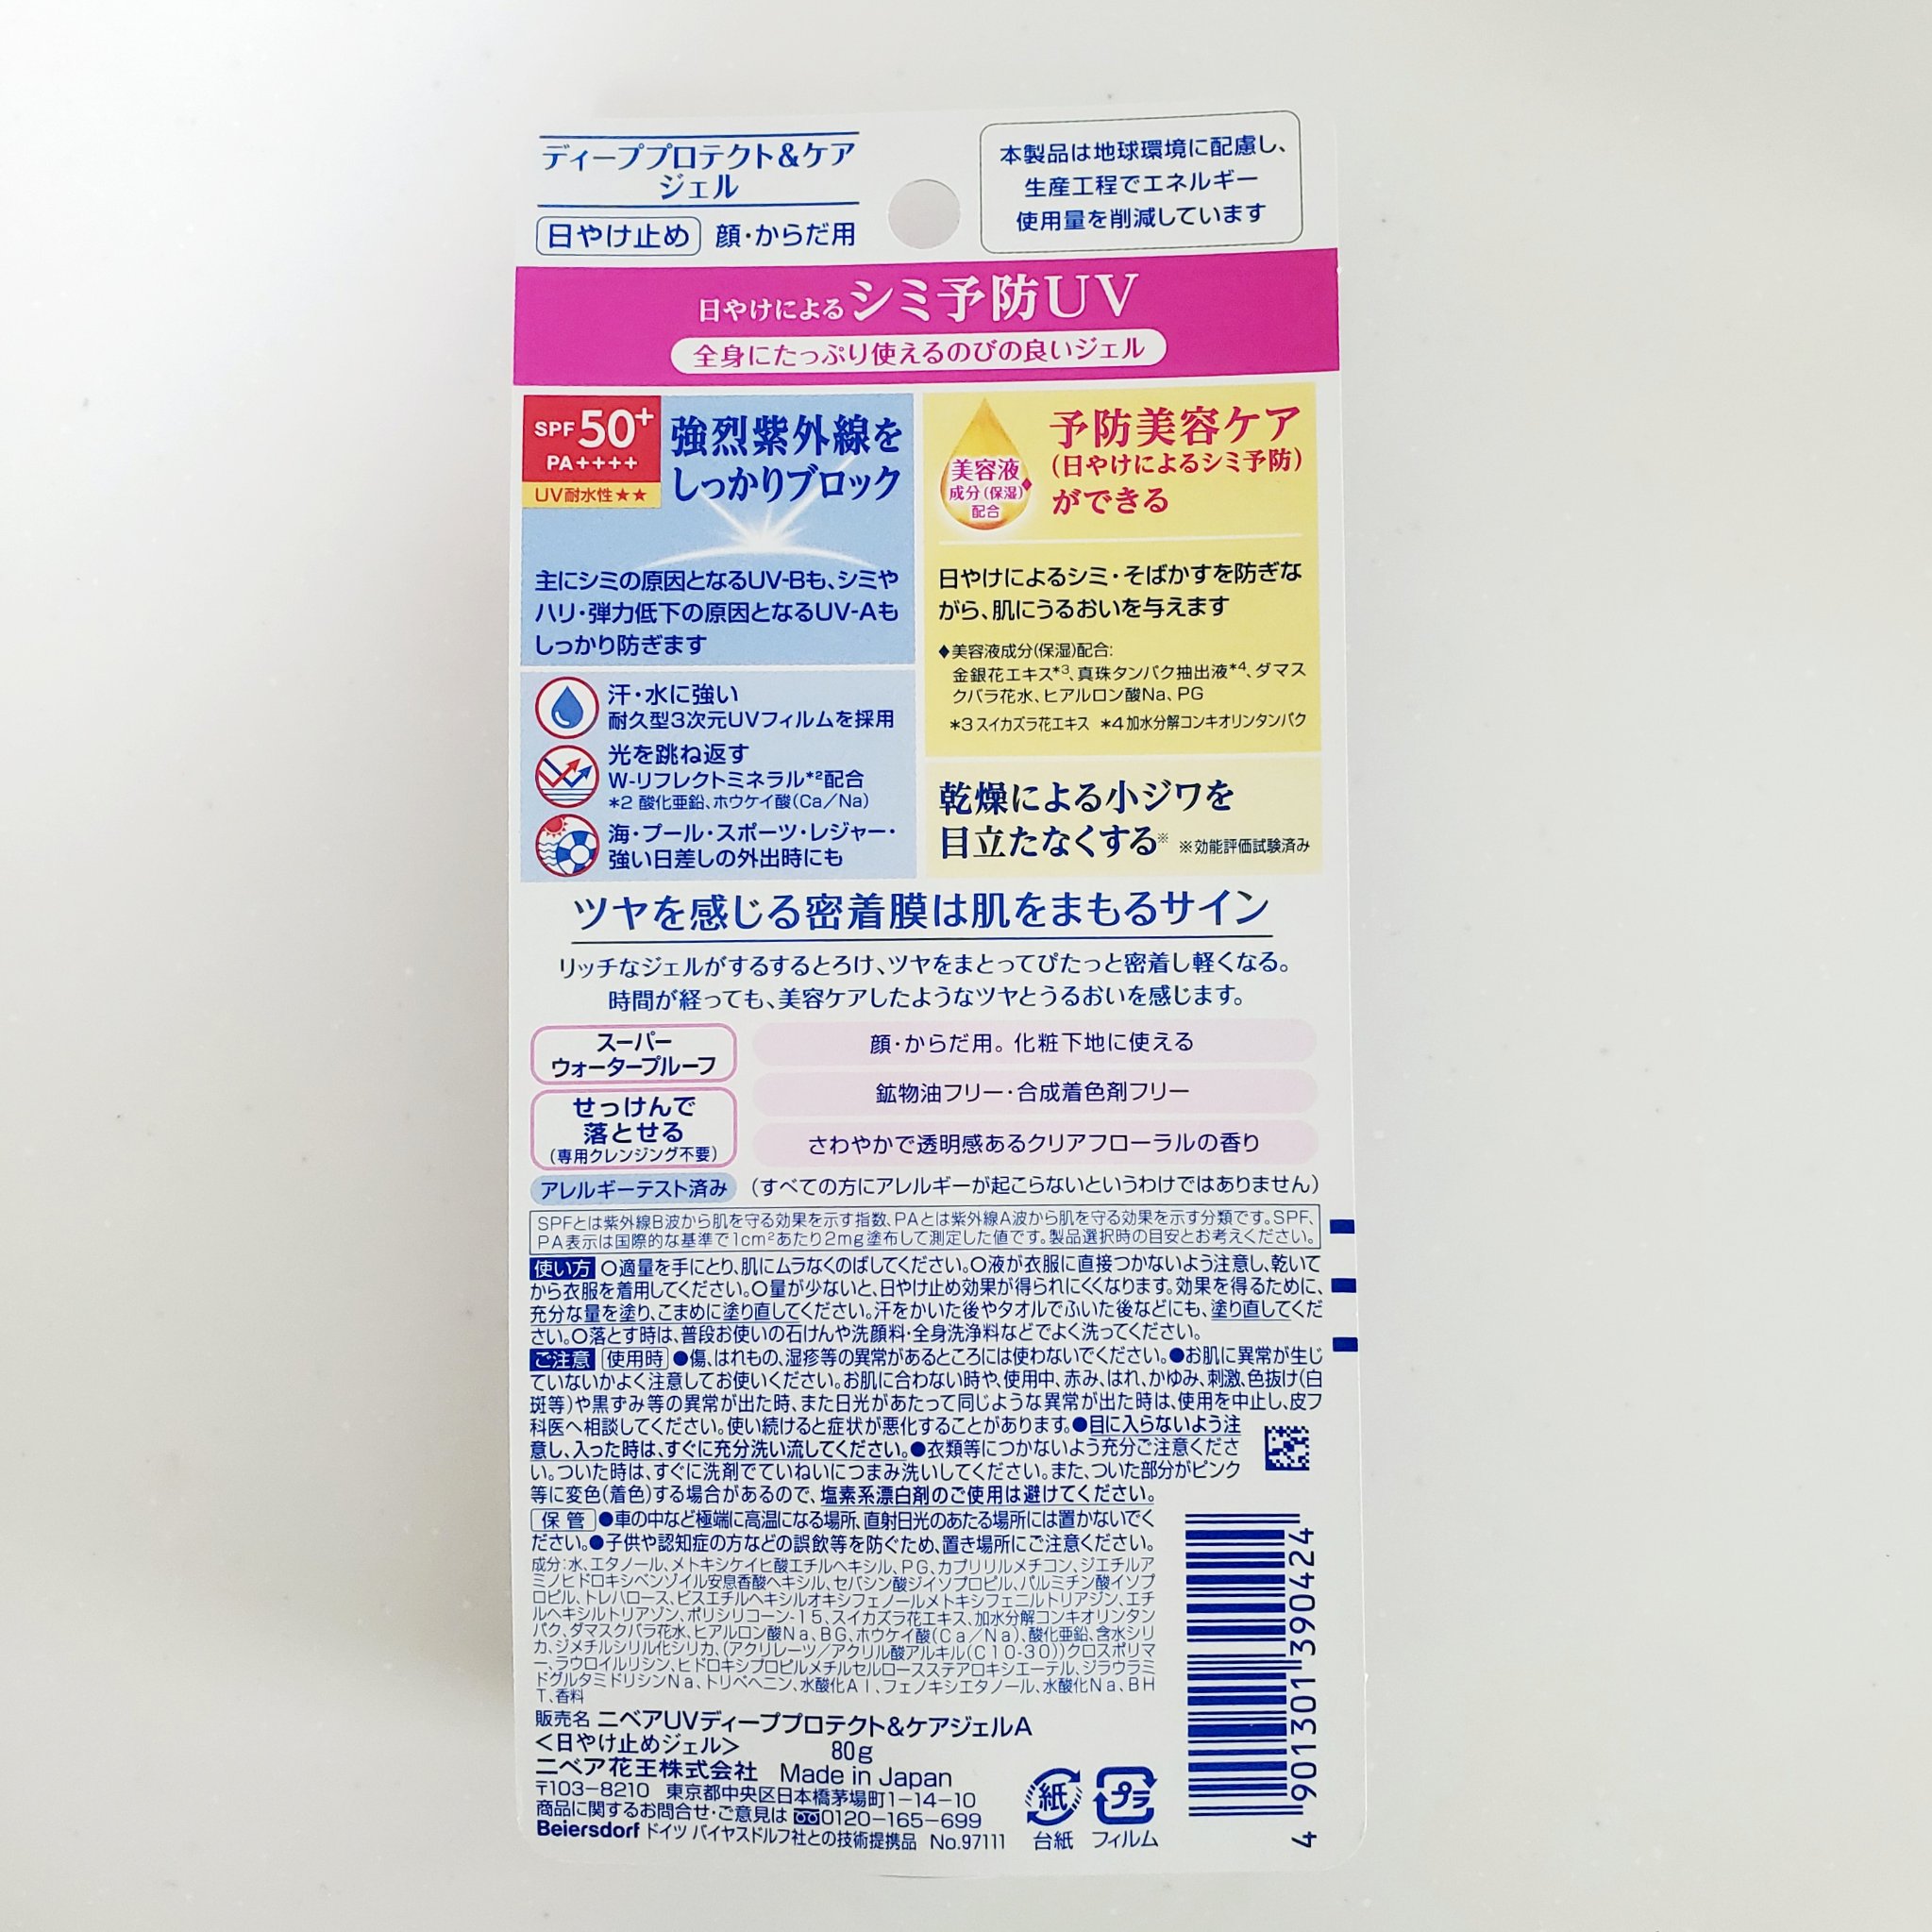 ディーププロテクト&ケア
ジェル
日やけ止め 顔・からだ用
本製品は地球環境に配慮し、
生産工程でエネルギー
使用量を削減しています
日やけによるシミ予防UV
全身にたっぷり使えるのびの良いジェル
SPF50+
PA++++
UV耐水性★★
強烈紫外線を
しっかりブロック
主にシミの原因となるUV-Bも、シミや
ハリ・弾力低下の原因となるUV-Aも
しっかり防ぎます
汗・水に強い
耐久型3次元UVフィルムを採用
光を跳ね返す
W-リフレクトミネラル*2配合
*2 酸化亜鉛、ホウケイ酸(Ca/Na)
海・プール・スポーツ・レジャー・
強い日差しの外出時にも
美容液
成分(保湿)♦
配合
予防美容ケア
(日やけによるシミ予防)
ができる
日やけによるシミ・そばかすを防ぎな
がら、肌にうるおいを与えます
♦美容液成分(保湿)配合:
金銀花エキス*3、真珠タンパク抽出液*4、ダマス
クバラ花水、ヒアルロン酸Na、PG
*3 スイカズラ花エキス *4 加水分解コンキオリンタンパク
乾燥による小ジワを
目立たなくする※ ※効能評価試験済み
ツヤを感じる密着膜は肌をまもるサイン
リッチなジェルがするするとろけ、ツヤをまとってぴたっと密着し軽くなる。
時間が経っても、美容ケアしたようなツヤとうるおいを感じます。
スーパー
ウォータープルーフ
せっけんで
落とせる
(専用クレンジング不要)
顔・からだ用。化粧下地に使える
鉱物油フリー・合成着色剤フリー
さわやかで透明感あるクリアフローラルの香り
アレルギーテスト済み (すべての方にアレルギーが起こらないというわけではありません)
SPFとは紫外線B波から肌を守る効果を示す指数、PAとは紫外線A波から肌を守る効果を示す分類です。SPF、
PA表示は国際的な基準で1cm²あたり2mg塗布して測定した値です。製品選択時の目安とお考えください。
使い方 ○適量を手にとり、肌にムラなくのばしてください。○液が衣服に直接つかないよう注意し、乾いて
から衣服を着用してください。○量が少ないと、日やけ止め効果が得られにくくなります。効果を得るために、
充分な量を塗り、こまめに塗り直してください。汗をかいた後やタオルでふいた後などにも、塗り直してくだ
さい。○落とす時は、普段お使いの石けんや洗顔料・全身洗浄料などでよく洗ってください。
ご注意 使用時 ●傷、はれもの、湿疹等の異常があるところには使わないでください。●お肌に異常が生じ
ていないかよく注意してお使いください。お肌に合わない時や、使用中、赤み、はれ、かゆみ、刺激、色抜け(白
斑等)や黒ずみ等の異常が出た時、また日光があたって同じような異常が出た時は、使用を中止し、皮フ
科医へ相談してください。使い続けると症状が悪化することがあります。●目に入らないよう注
意し、入った時は、すぐに充分洗い流してください。●衣類等につかないよう充分ご注意くださ
い。ついた時は、すぐに洗剤でていねいにつまみ洗いしてください。また、ついた部分がピンク
等に変色(着色)する場合があるので、塩素系漂白剤のご使用は避けてください。
保管 ●車の中など極端に高温になる場所、直射日光のあたる場所には置かないでく
ださい。●子供や認知症の方などの誤飲等を防ぐため、置き場所にご注意ください。
成分:水、エタノール、メトキシケイヒ酸エチルヘキシル、PG、カプリリルメチコン、ジエチルア
ミノヒドロキシベンゾイル安息香酸ヘキシル、セバシン酸ジイソプロピル、パルミチン酸イソプ
ロピル、トレハロース、ビスエチルヘキシルオキシフェノールメトキシフェニルトリアジン、エチ
ルヘキシルトリアゾン、ポリシリコーン-15、スイカズラ花エキス、加水分解コンキオリンタン
パク、ダマスクバラ花水、ヒアルロン酸Na、BG、ホウケイ酸(Ca/Na)、酸化亜鉛、含水シリ
カ、ジメチルシリル化シリカ、(アクリレーツ/アクリル酸アルキル(C10-30))クロスポリマ
ー、ラウロイルリシン、ヒドロキシプロピルメチルセルロースステアロキシエーテル、ジラウラミ
ドグルタミドリシンNa、トリベヘニン、水酸化Al、フェノキシエタノール、水酸化Na、BH
T、香料
販売名 ニベアUVディーププロテクト&ケアジェルA
<日やけ止めジェル> 80g
ニベア花王株式会社 Made in Japan
〒103-8210 東京都中央区日本橋茅場町1-14-10
商品に関するお問合せ・ご意見は 0120-165-699
Beiersdorf ドイツ バイヤスドルフ社との技術提携品 No.97111
紙
台紙
プラ
フィルム
4 901301 390424